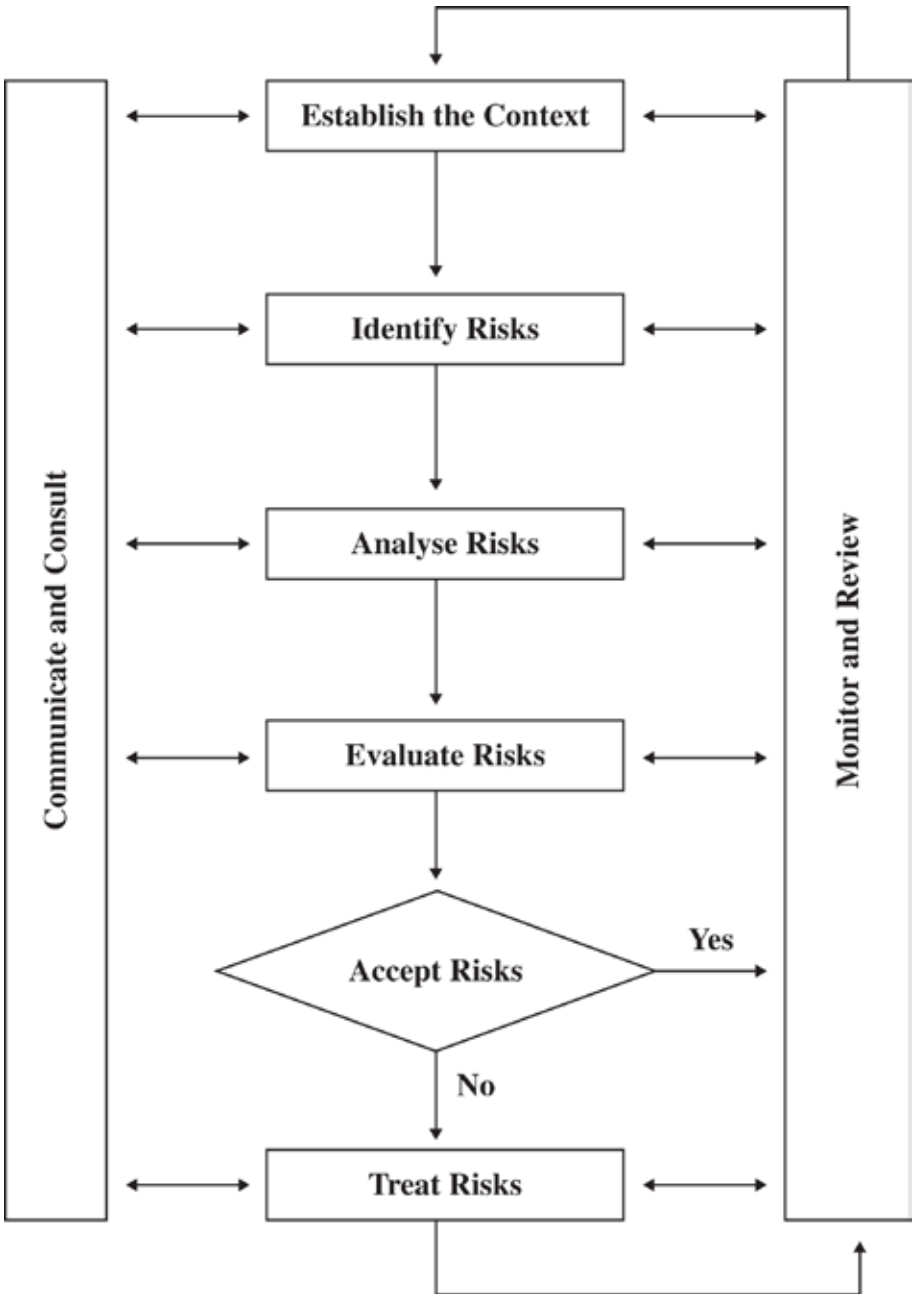 Establish the Context
Identify Risks
Analyse Risks
Evaluate Risks
Accept Risks
Yes
No
Treat Risks
Communicate and Consult
Monitor and Review